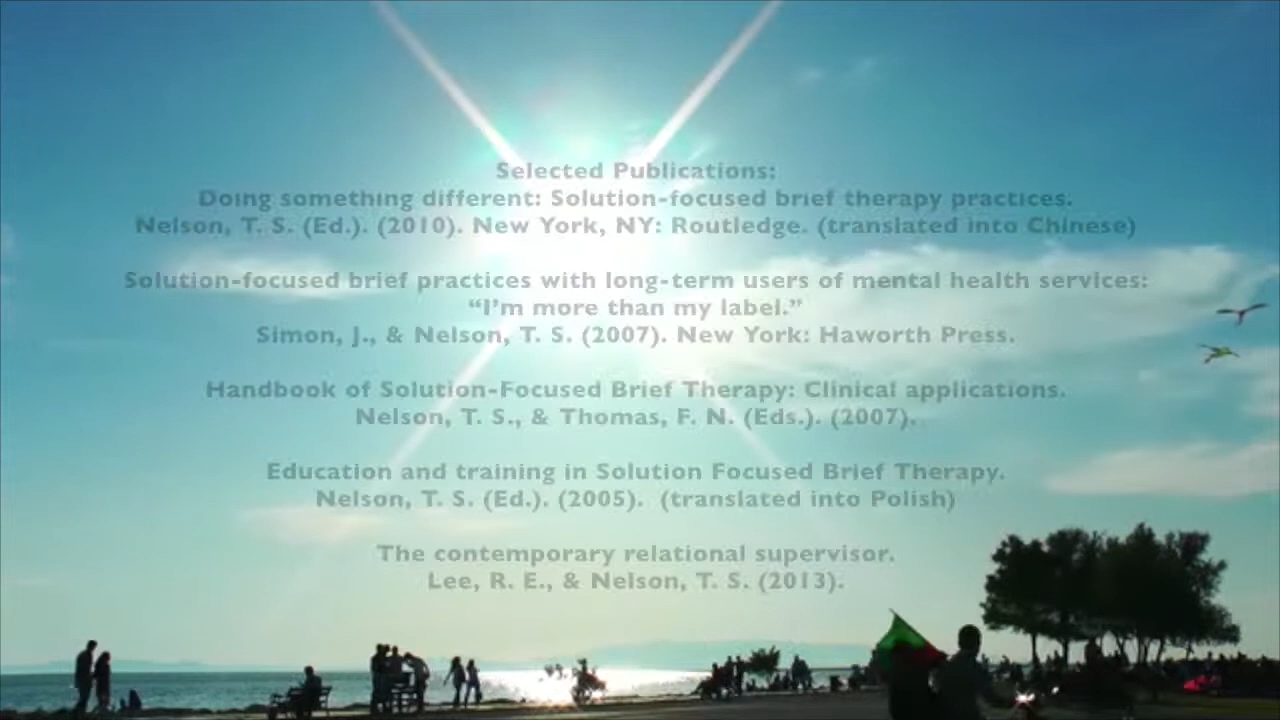 Selected Publications:
Doing something different: Solution-focused brief therapy practices.
Nelson, T. S. (Ed.). (2010). New York, NY: Routledge. (translated into Chinese)
Solution-focused brief practices with long-term users of mental health services:
“I’m more than my label.”
Simon, J., & Nelson, T. S. (2007). New York: Haworth Press.
Handbook of Solution-Focused Brief Therapy: Clinical applications.
Nelson, T. S., & Thomas, F. N. (Eds.). (2007).
Education and training in Solution Focused Brief Therapy.
Nelson, T. S. (Ed.). (2005).  (translated into Polish)
The contemporary relational supervisor.
Lee, R. E., & Nelson, T. S. (2013).